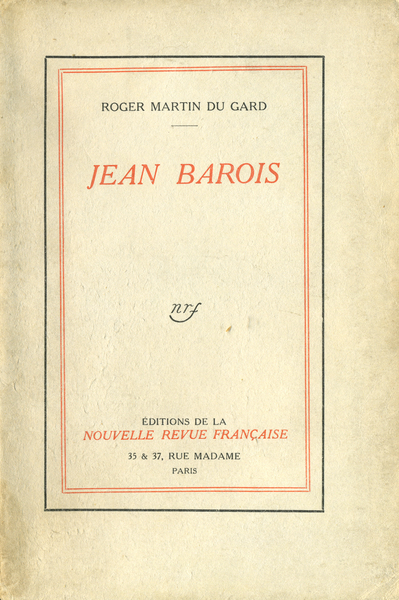 ROGER MARTIN DU GARD
JEAN BAROIS
nrf
ÉDITIONS DE LA
NOUVELLE REVUE FRANÇAISE
35 & 37, RUE MADAME
PARIS